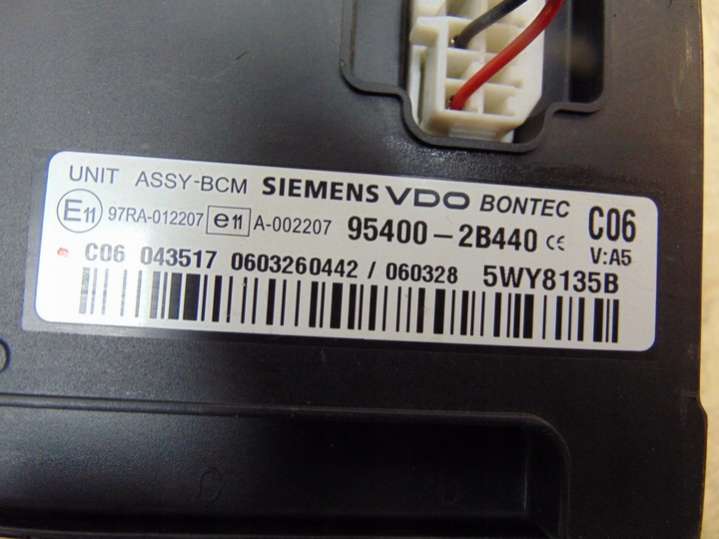 UNIT ASSY-BCM SIEMENS VDO BONTEC C06
E11 97RA-012207 e11 A-002207 95400-2B440 CE V:A5
C06 043517 0603260442 / 060328 5WY8135B